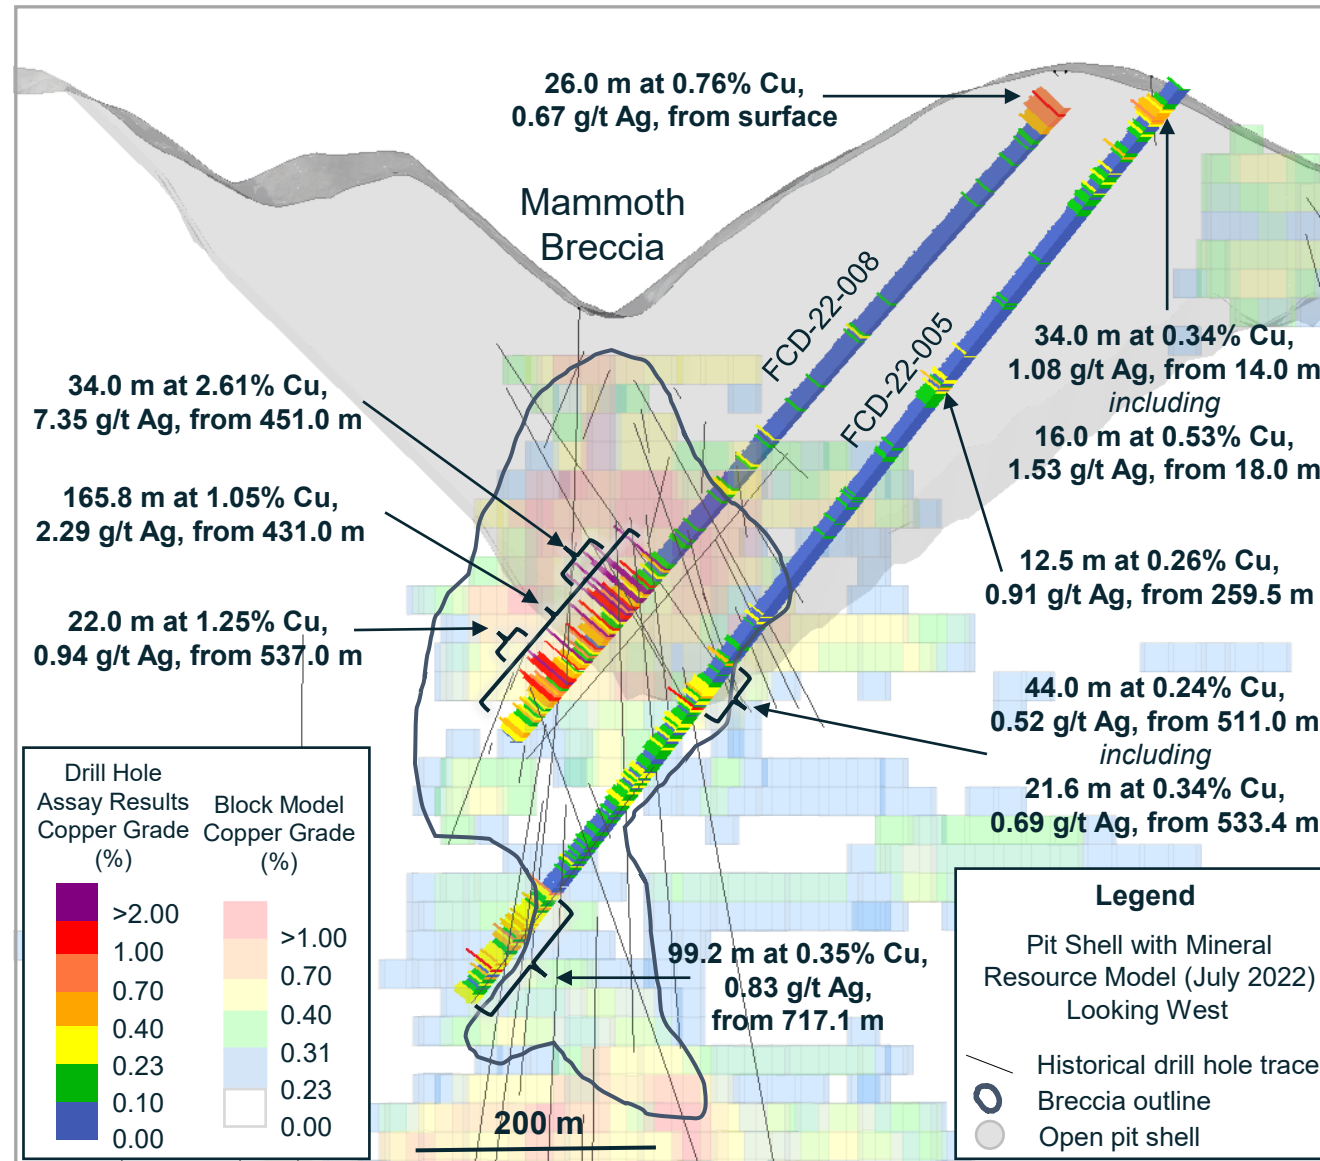 26.0 m at 0.76% Cu,
0.67 g/t Ag, from surface
Mammoth
Breccia
FCD-22-008
FCD-22-005
34.0 m at 0.34% Cu,
1.08 g/t Ag, from 14.0 m
including
16.0 m at 0.53% Cu,
1.53 g/t Ag, from 18.0 m
34.0 m at 2.61% Cu,
7.35 g/t Ag, from 451.0 m
165.8 m at 1.05% Cu,
2.29 g/t Ag, from 431.0 m
22.0 m at 1.25% Cu,
0.94 g/t Ag, from 537.0 m
12.5 m at 0.26% Cu,
0.91 g/t Ag, from 259.5 m
44.0 m at 0.24% Cu,
0.52 g/t Ag, from 511.0 m
including
21.6 m at 0.34% Cu,
0.69 g/t Ag, from 533.4 m
99.2 m at 0.35% Cu,
0.83 g/t Ag,
from 717.1 m
Drill Hole
Assay Results
Copper Grade
(%)
>2.00
1.00
0.70
0.40
0.23
0.10
0.00
Block Model
Copper Grade
(%)
>1.00
0.70
0.40
0.31
0.23
0.00
200 m
Legend
Pit Shell with Mineral
Resource Model (July 2022)
Looking West
Historical drill hole trace
Breccia outline
Open pit shell